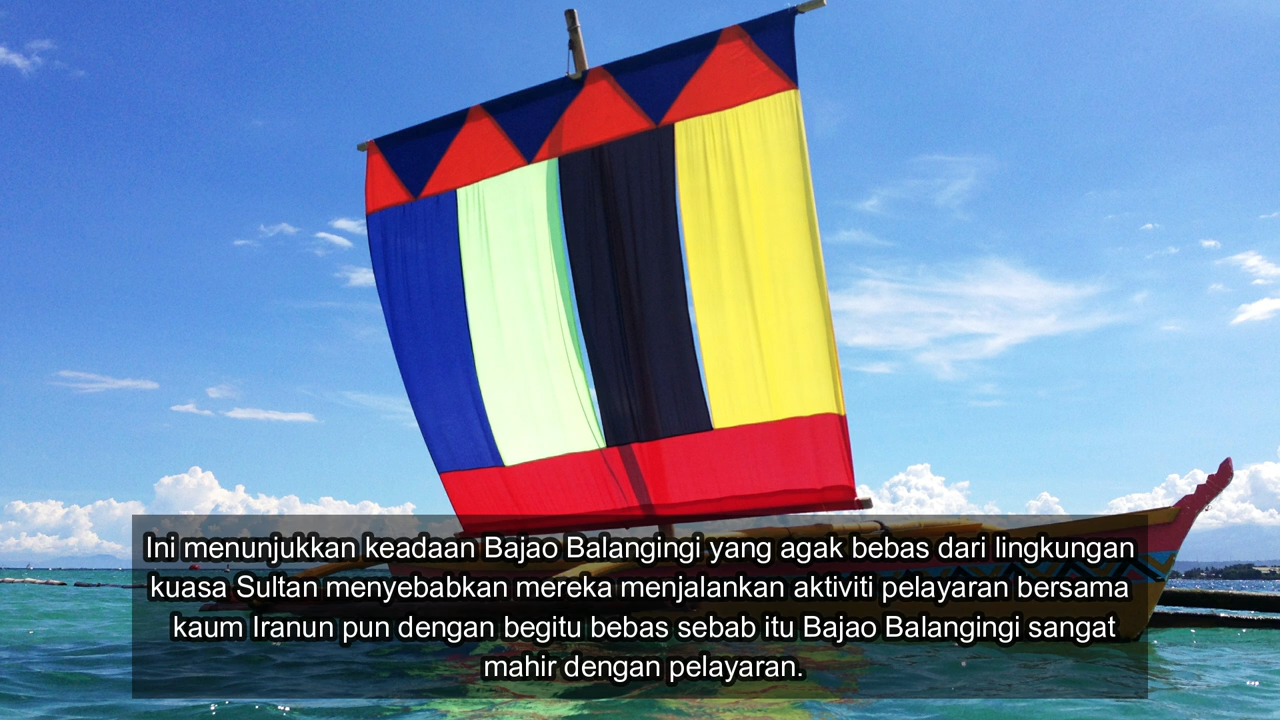 Ini menunjukkan keadaan Bajao Balangingi yang agak bebas dari lingkungan
kuasa Sultan menyebabkan mereka menjalankan aktiviti pelayaran bersama
kaum Iranun pun dengan begitu bebas sebab itu Bajao Balangingi sangat
mahir dengan pelayaran.